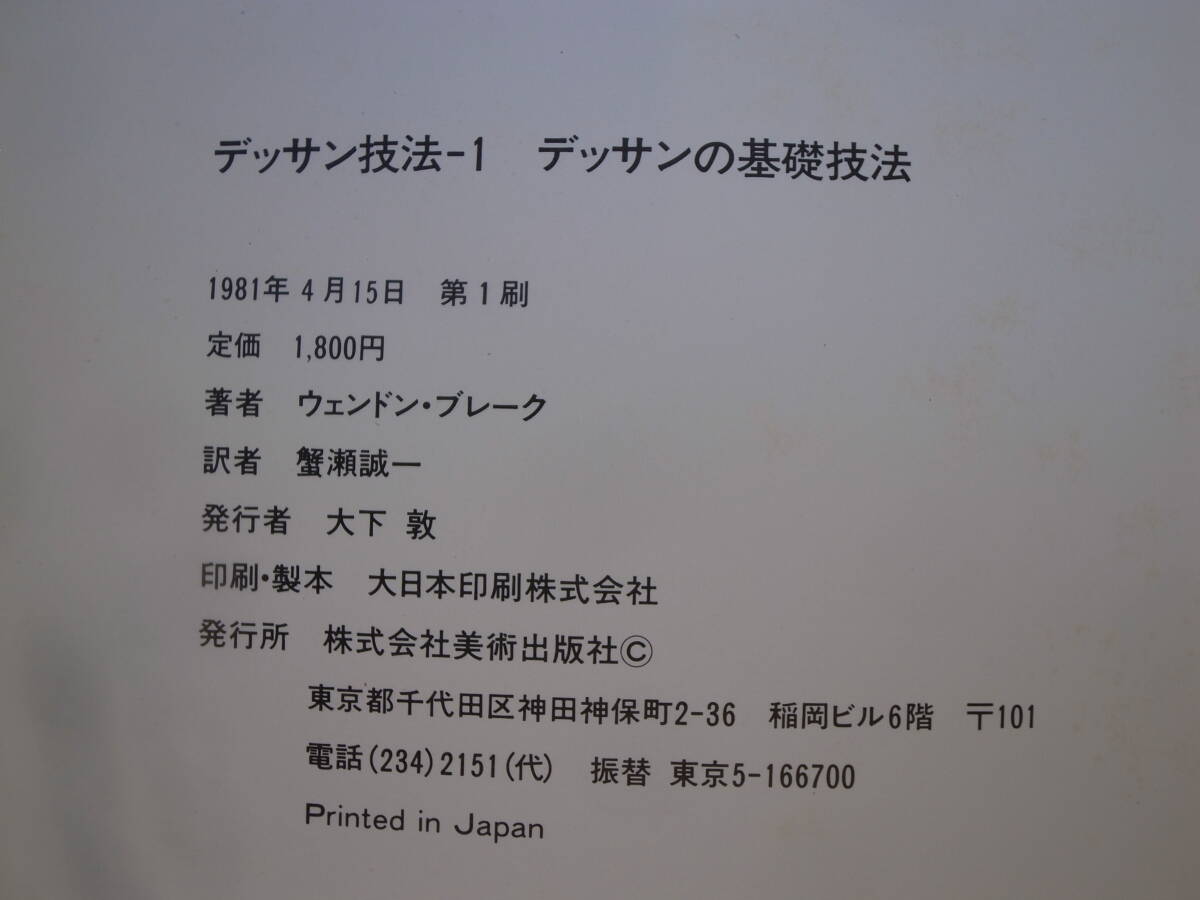 デッサン技法-1　デッサンの基礎技法
1981年 4月15日　第1刷
定価　1,800円
著者　ウェンドン・ブレーク
訳者　蟹瀬誠一
発行者　大下 敦
印刷・製本　大日本印刷株式会社
発行所　株式会社美術出版社©
東京都千代田区神田神保町2-36　稲岡ビル6階　〒101
電話(234)2151(代)　振替 東京5-166700
Printed in Japan